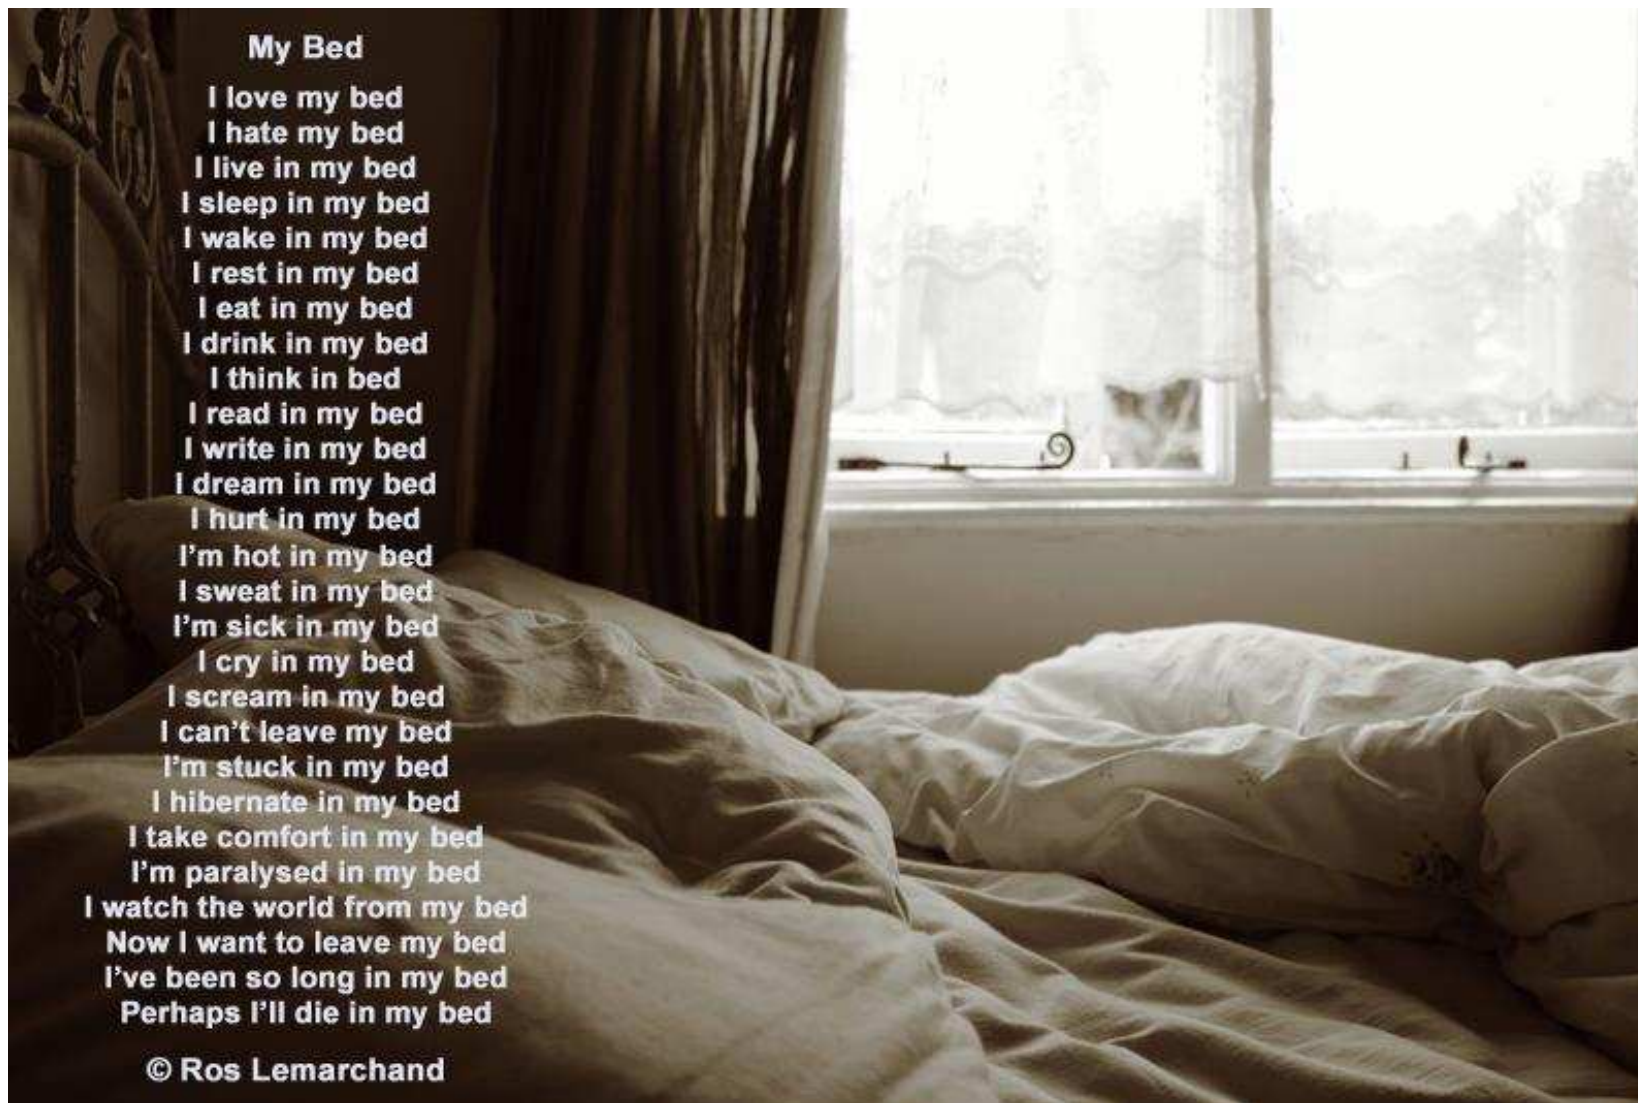 My Bed
I love my bed
I hate my bed
I live in my bed
I sleep in my bed
I wake in my bed
I rest in my bed
I eat in my bed
I drink in my bed
I think in bed
I read in my bed
I write in my bed
I dream in my bed
I hurt in my bed
I’m hot in my bed
I sweat in my bed
I’m sick in my bed
I cry in my bed
I scream in my bed
I can’t leave my bed
I’m stuck in my bed
I hibernate in my bed
I take comfort in my bed
I’m paralysed in my bed
I watch the world from my bed
Now I want to leave my bed
I’ve been so long in my bed
Perhaps I’ll die in my bed
© Ros Lemarchand